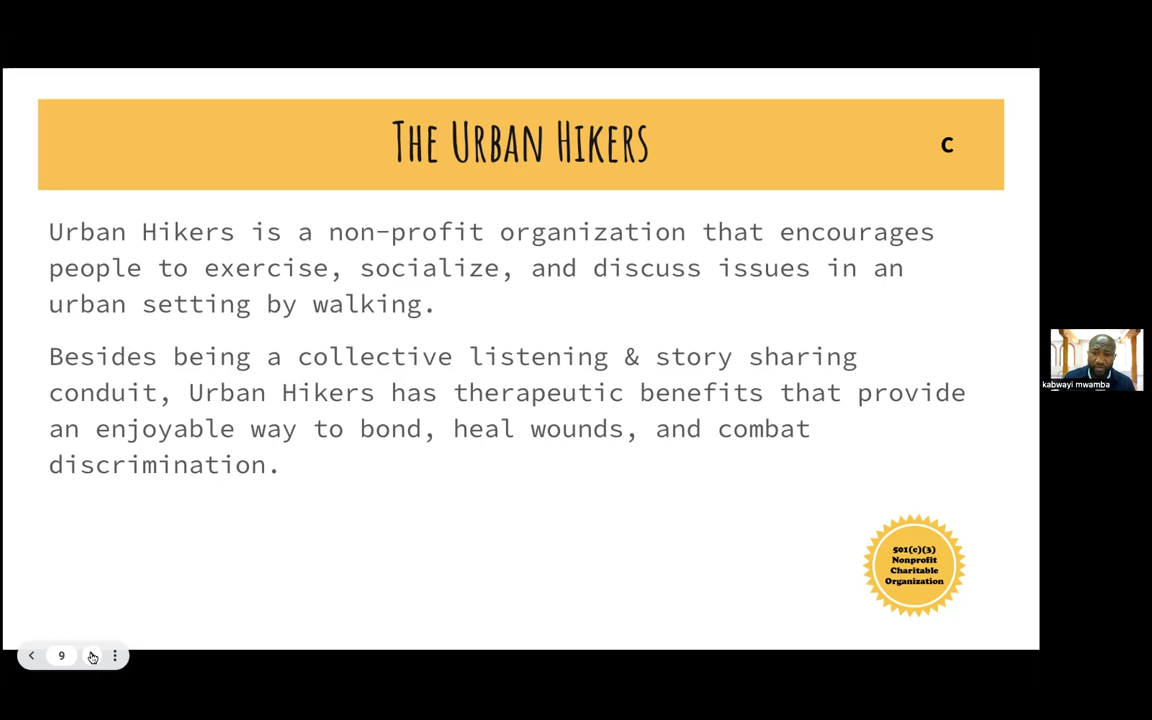 The Urban Hikers
C
Urban Hikers is a non-profit organization that encourages
people to exercise, socialize, and discuss issues in an
urban setting by walking.
Besides being a collective listening & story sharing
conduit, Urban Hikers has therapeutic benefits that provide
an enjoyable way to bond, heal wounds, and combat
discrimination.
kabwayi mwamba
501(c)(3)
Nonprofit
Charitable
Organization
9